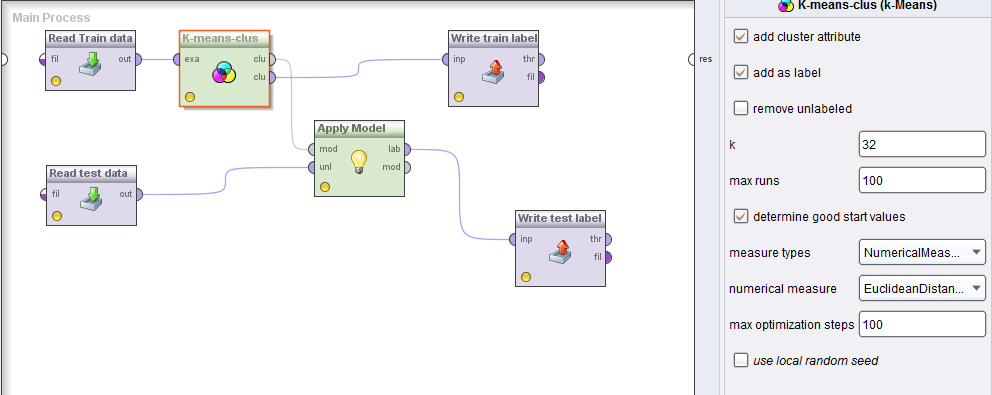 Main Process
Read Train data
fil
out
K-means-clus
exa
clu
clu
Write train label
inp
thr
fil
res
Apply Model
mod
lab
unl
mod
Read test data
fil
out
Write test label
inp
thr
fil
K-means-clus (k-Means)
add cluster attribute
add as label
remove unlabeled
k
32
max runs
100
determine good start values
measure types
NumericalMeas...
numerical measure
EuclideanDistan...
max optimization steps
100
use local random seed